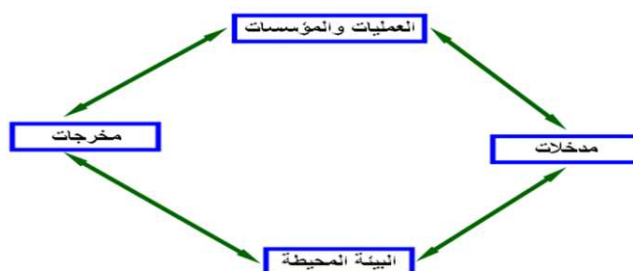 العمليات والمؤسسات
مدخلات
مخرجات
البيئة المحيطة